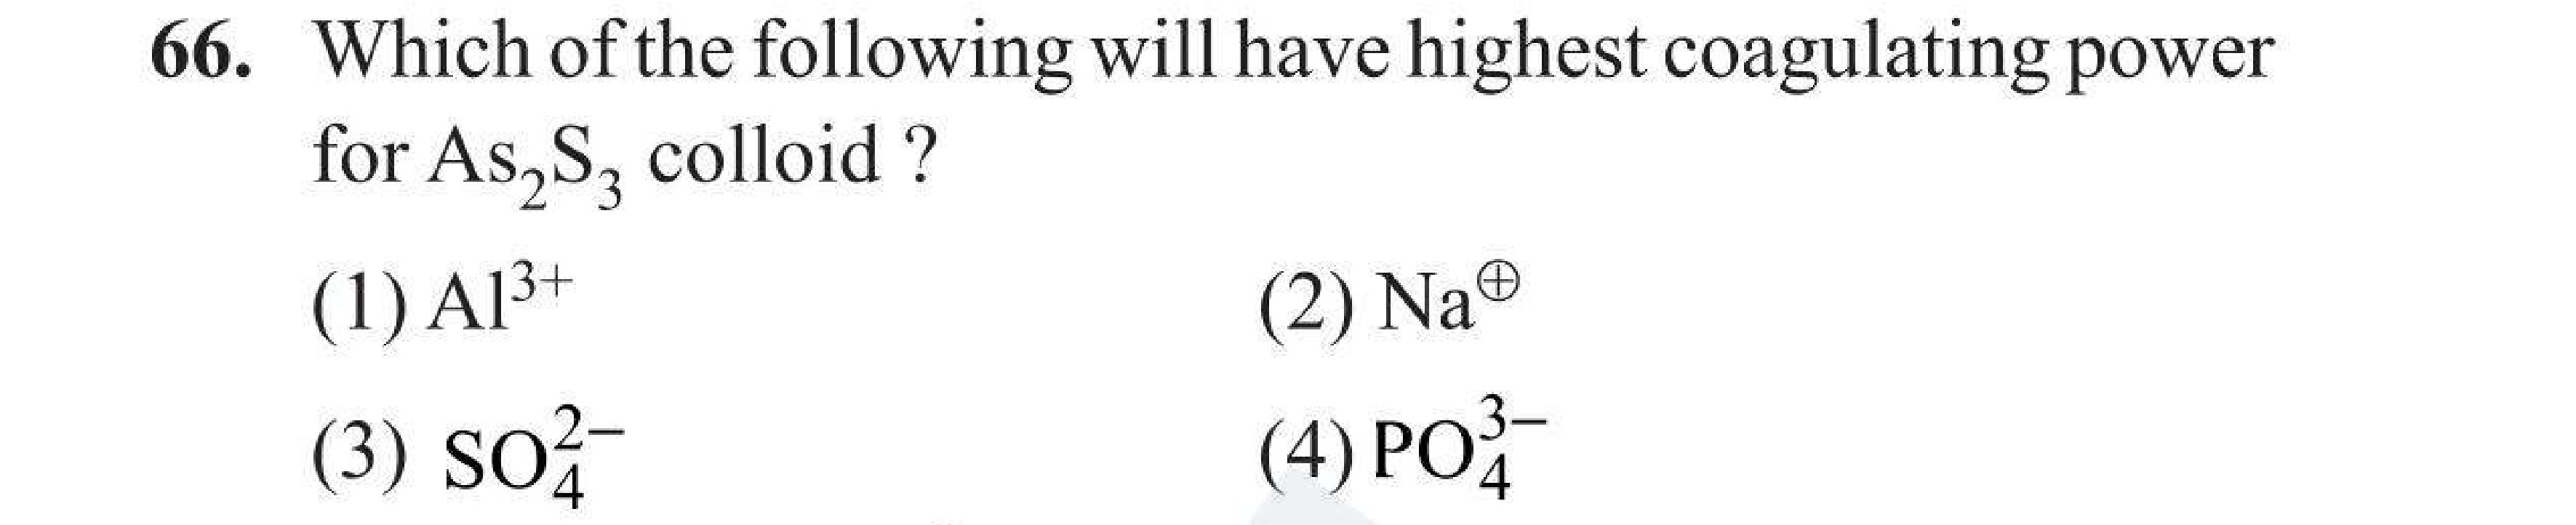 66. Which of the following will have highest coagulating power
for As₂S₃ colloid ?
(1) Al³⁺ (2) Na⊕
(3) SO₄²⁻ (4) PO₄³⁻